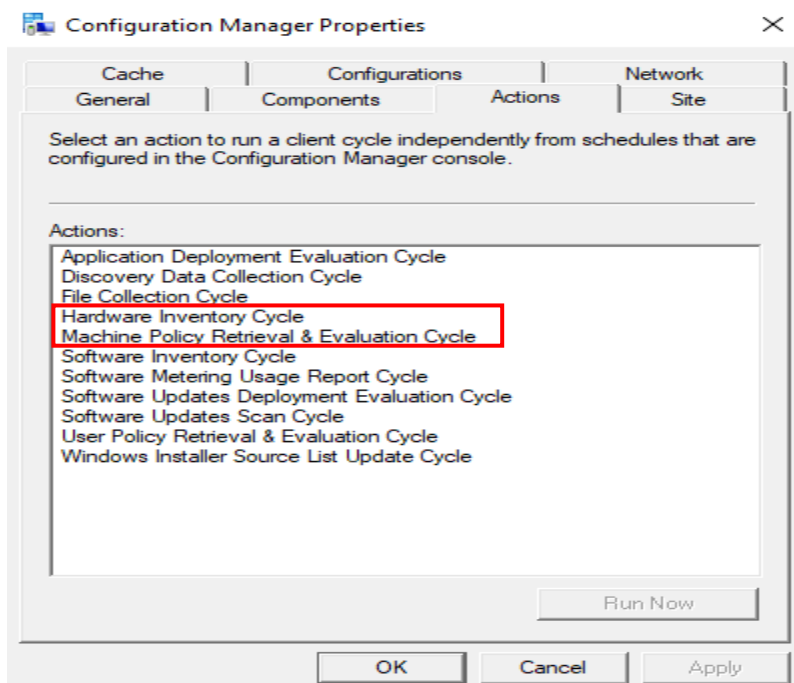 Configuration Manager Properties
Cache Configurations Network
General Components Actions Site
Select an action to run a client cycle independently from schedules that are
configured in the Configuration Manager console.
Actions:
Application Deployment Evaluation Cycle
Discovery Data Collection Cycle
File Collection Cycle
Hardware Inventory Cycle
Machine Policy Retrieval & Evaluation Cycle
Software Inventory Cycle
Software Metering Usage Report Cycle
Software Updates Deployment Evaluation Cycle
Software Updates Scan Cycle
User Policy Retrieval & Evaluation Cycle
Windows Installer Source List Update Cycle
Run Now
OK Cancel Apply